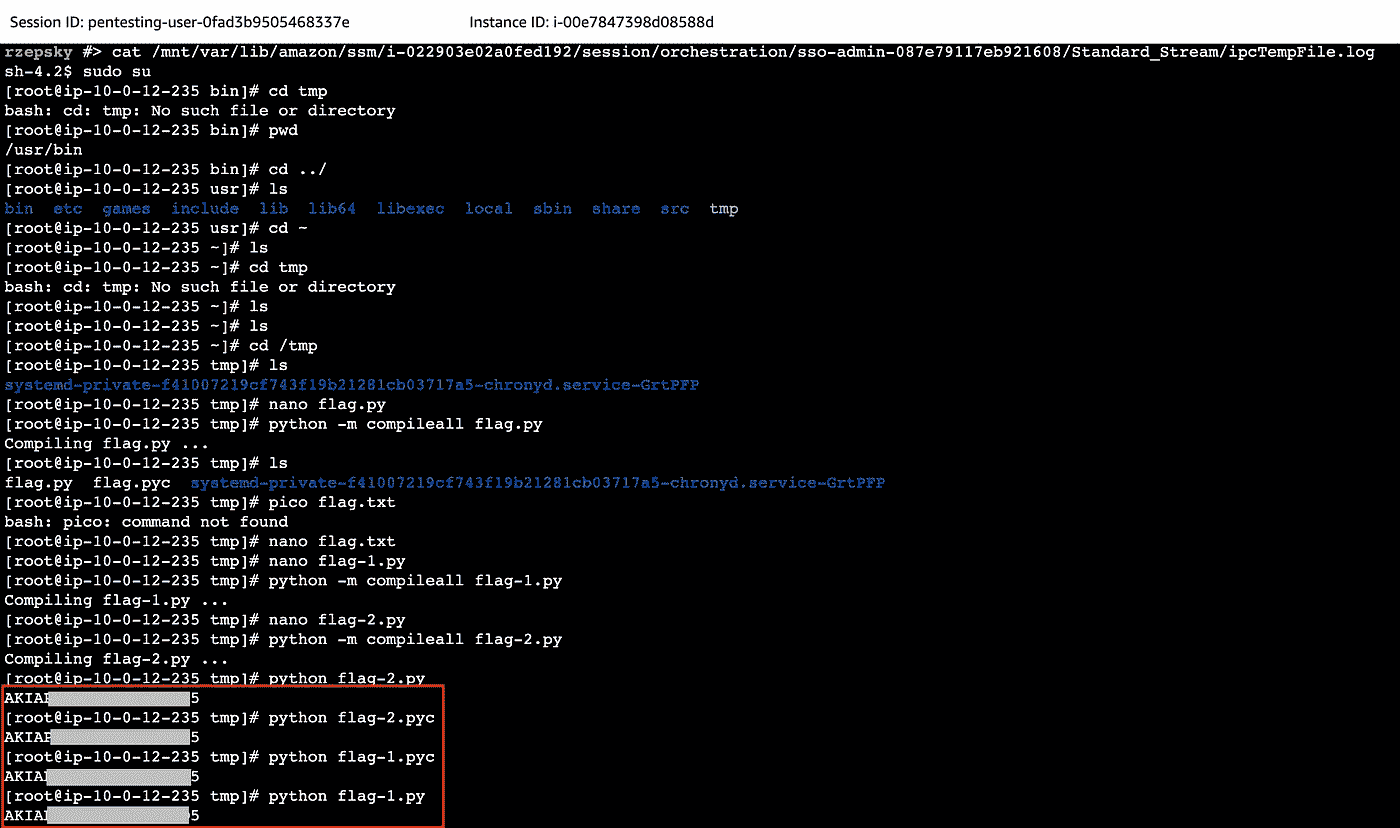 Session ID: pentesting-user-0fad3b9505468337e Instance ID: i-00e7847398d08588d
rzepsky #> cat /mnt/var/lib/amazon/ssm/i-022903e02a0fed192/session/orchestration/sso-admin-087e79117eb921608/Standard_Stream/ipcTempFile.log
sh-4.2$ sudo su
[root@ip-10-0-12-235 bin]# cd tmp
bash: cd: tmp: No such file or directory
[root@ip-10-0-12-235 bin]# pwd
/usr/bin
[root@ip-10-0-12-235 bin]# cd ../
[root@ip-10-0-12-235 usr]# ls
bin etc games include lib lib64 libexec local sbin share src tmp
[root@ip-10-0-12-235 usr]# cd ~
[root@ip-10-0-12-235 ~]# ls
[root@ip-10-0-12-235 ~]# cd tmp
bash: cd: tmp: No such file or directory
[root@ip-10-0-12-235 ~]# ls
[root@ip-10-0-12-235 ~]# ls
[root@ip-10-0-12-235 ~]# cd /tmp
[root@ip-10-0-12-235 tmp]# ls
systemd-private-f41007219cf743f19b21281cb03717a5-chronyd.service-GrtPFP
[root@ip-10-0-12-235 tmp]# nano flag.py
[root@ip-10-0-12-235 tmp]# python -m compileall flag.py
Compiling flag.py ...
[root@ip-10-0-12-235 tmp]# ls
flag.py flag.pyc systemd-private-f41007219cf743f19b21281cb03717a5-chronyd.service-GrtPFP
[root@ip-10-0-12-235 tmp]# pico flag.txt
bash: pico: command not found
[root@ip-10-0-12-235 tmp]# nano flag.txt
[root@ip-10-0-12-235 tmp]# nano flag-1.py
[root@ip-10-0-12-235 tmp]# python -m compileall flag-1.py
Compiling flag-1.py ...
[root@ip-10-0-12-235 tmp]# nano flag-2.py
[root@ip-10-0-12-235 tmp]# python -m compileall flag-2.py
Compiling flag-2.py ...
[root@ip-10-0-12-235 tmp]# python flag-2.py
AKIA 5
[root@ip-10-0-12-235 tmp]# python flag-2.pyc
AKIA 5
[root@ip-10-0-12-235 tmp]# python flag-1.pyc
AKIA 5
[root@ip-10-0-12-235 tmp]# python flag-1.py
AKIA 5